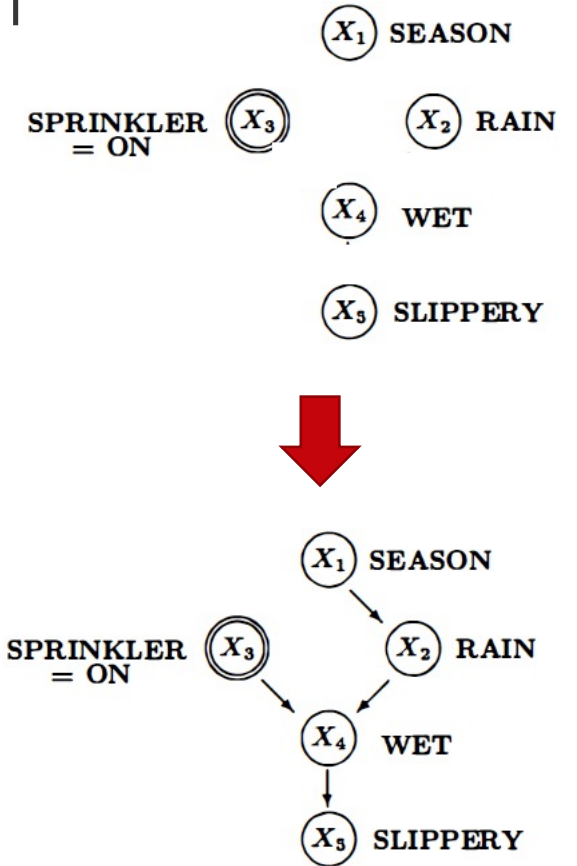 X₁ SEASON
SPRINKLER = ON X₃
X₂ RAIN
X₄ WET
X₅ SLIPPERY
X₁ SEASON
SPRINKLER = ON X₃
X₂ RAIN
X₄ WET
X₅ SLIPPERY